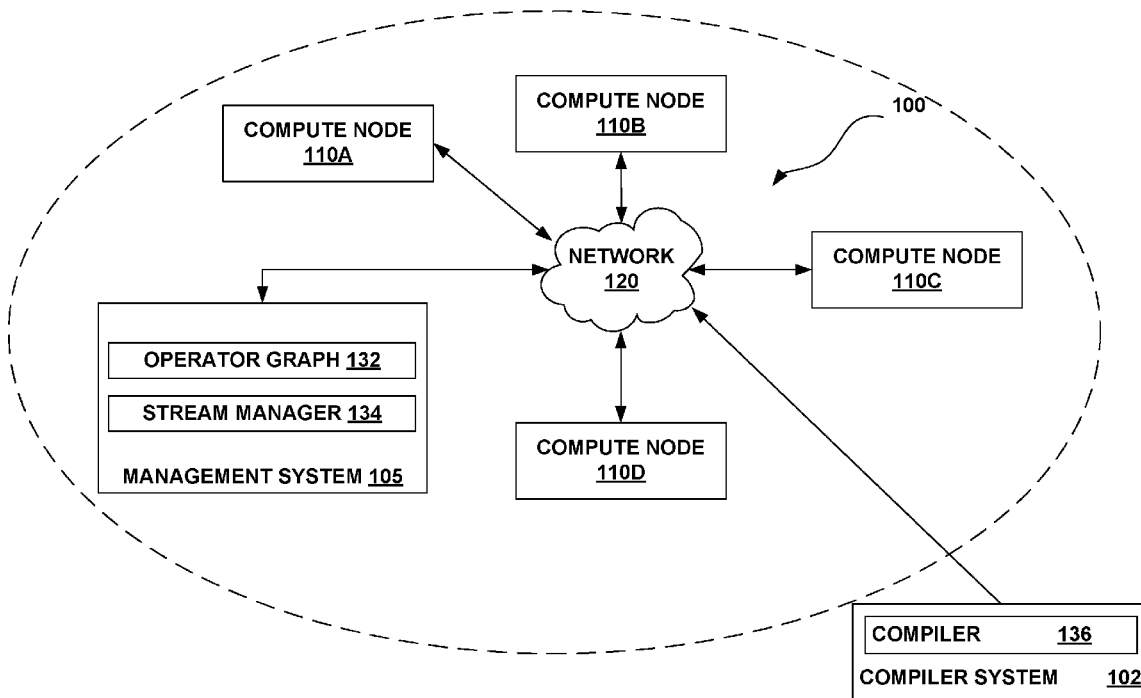 COMPUTE NODE
110B
100
COMPUTE NODE
110A
NETWORK
120
COMPUTE NODE
110C
OPERATOR GRAPH 132
STREAM MANAGER 134
MANAGEMENT SYSTEM 105
COMPUTE NODE
110D
COMPILER 136
COMPILER SYSTEM 102